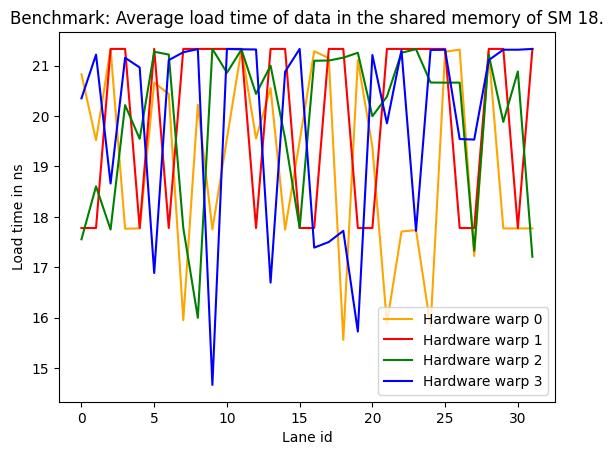 Benchmark: Average load time of data in the shared memory of SM 18.
Load time in ns
21
20
19
18
17
16
15
0
5
10
15
20
25
30
Lane id
Hardware warp 0
Hardware warp 1
Hardware warp 2
Hardware warp 3